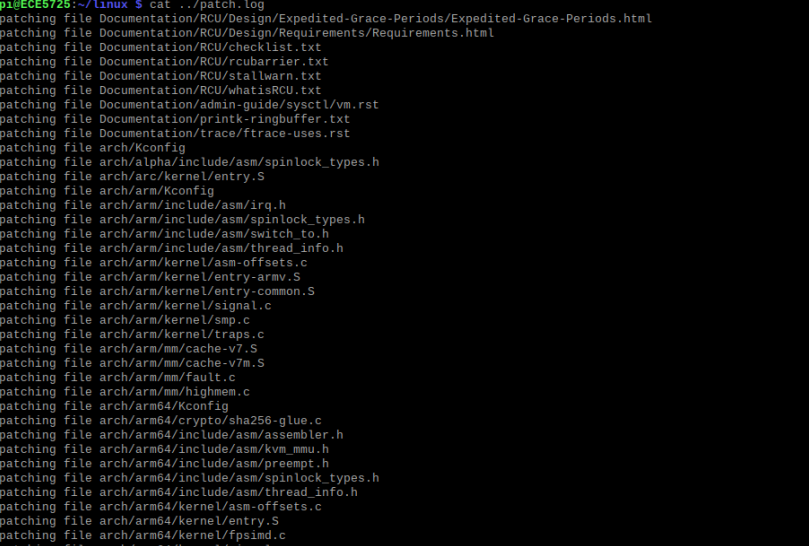 pi@ECE5725:~/linux $ cat ../patch.log
patching file Documentation/RCU/Design/Expedited-Grace-Periods/Expedited-Grace-Periods.html
patching file Documentation/RCU/Design/Requirements/Requirements.html
patching file Documentation/RCU/checklist.txt
patching file Documentation/RCU/rcubarrier.txt
patching file Documentation/RCU/stallwarn.txt
patching file Documentation/RCU/whatisRCU.txt
patching file Documentation/admin-guide/sysctl/vm.rst
patching file Documentation/printk-ringbuffer.txt
patching file Documentation/trace/ftrace-uses.rst
patching file arch/Kconfig
patching file arch/alpha/include/asm/spinlock_types.h
patching file arch/arc/kernel/entry.S
patching file arch/arm/Kconfig
patching file arch/arm/include/asm/irq.h
patching file arch/arm/include/asm/spinlock_types.h
patching file arch/arm/include/asm/switch_to.h
patching file arch/arm/include/asm/thread_info.h
patching file arch/arm/kernel/asm-offsets.c
patching file arch/arm/kernel/entry-armv.S
patching file arch/arm/kernel/entry-common.S
patching file arch/arm/kernel/signal.c
patching file arch/arm/kernel/smp.c
patching file arch/arm/kernel/traps.c
patching file arch/arm/mm/cache-v7.S
patching file arch/arm/mm/cache-v7m.S
patching file arch/arm/mm/fault.c
patching file arch/arm/mm/highmem.c
patching file arch/arm64/Kconfig
patching file arch/arm64/crypto/sha256-glue.c
patching file arch/arm64/include/asm/assembler.h
patching file arch/arm64/include/asm/kvm_mmu.h
patching file arch/arm64/include/asm/preempt.h
patching file arch/arm64/include/asm/spinlock_types.h
patching file arch/arm64/include/asm/thread_info.h
patching file arch/arm64/kernel/asm-offsets.c
patching file arch/arm64/kernel/entry.S
patching file arch/arm64/kernel/fpsimd.c